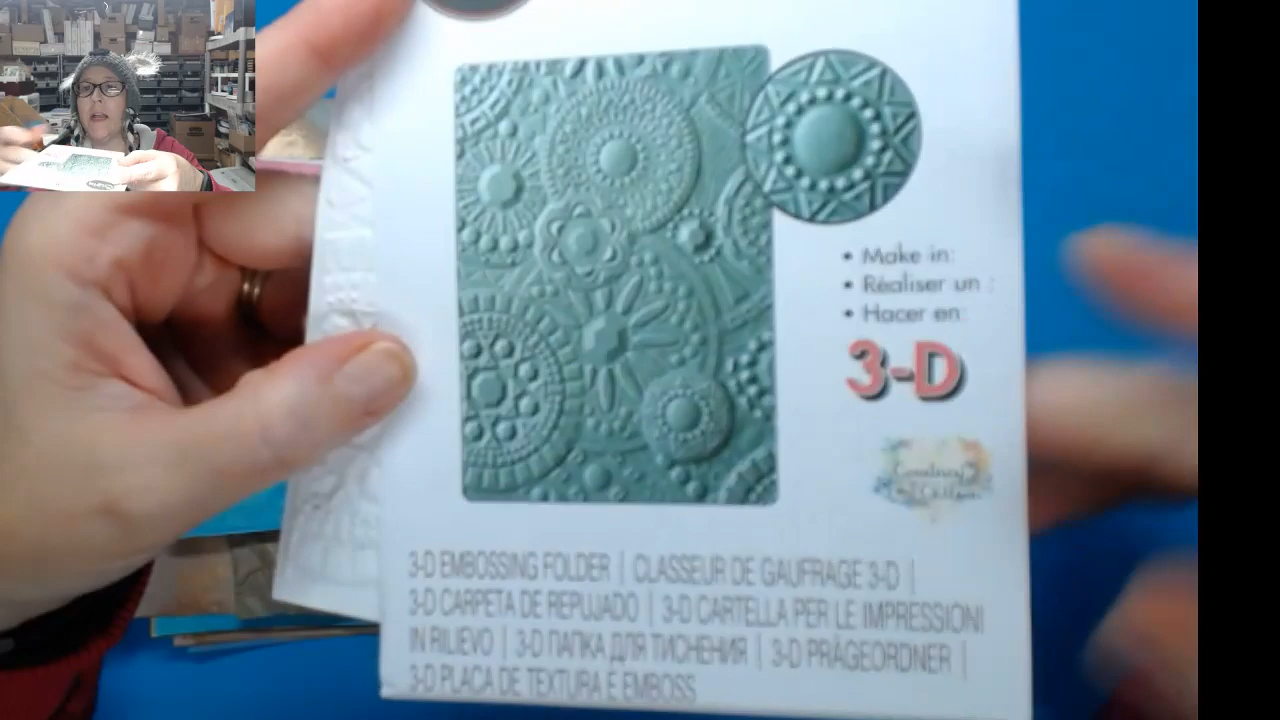 • Make in:
• Réaliser un :
• Hacer en:
3-D
3-D EMBOSSING FOLDER | CLASSEUR DE GAUFRAGE 3-D |
3-D CARPETA DE REPUJADO | 3-D CARTELLA PER LE IMPRESSIONI
IN RILIEVO | 3-D ПАПКА ДЛЯ ТИСНЕНИЯ | 3-D PRÄGEORDNER |
3-D PLACA DE TEXTURA E EMBOSS